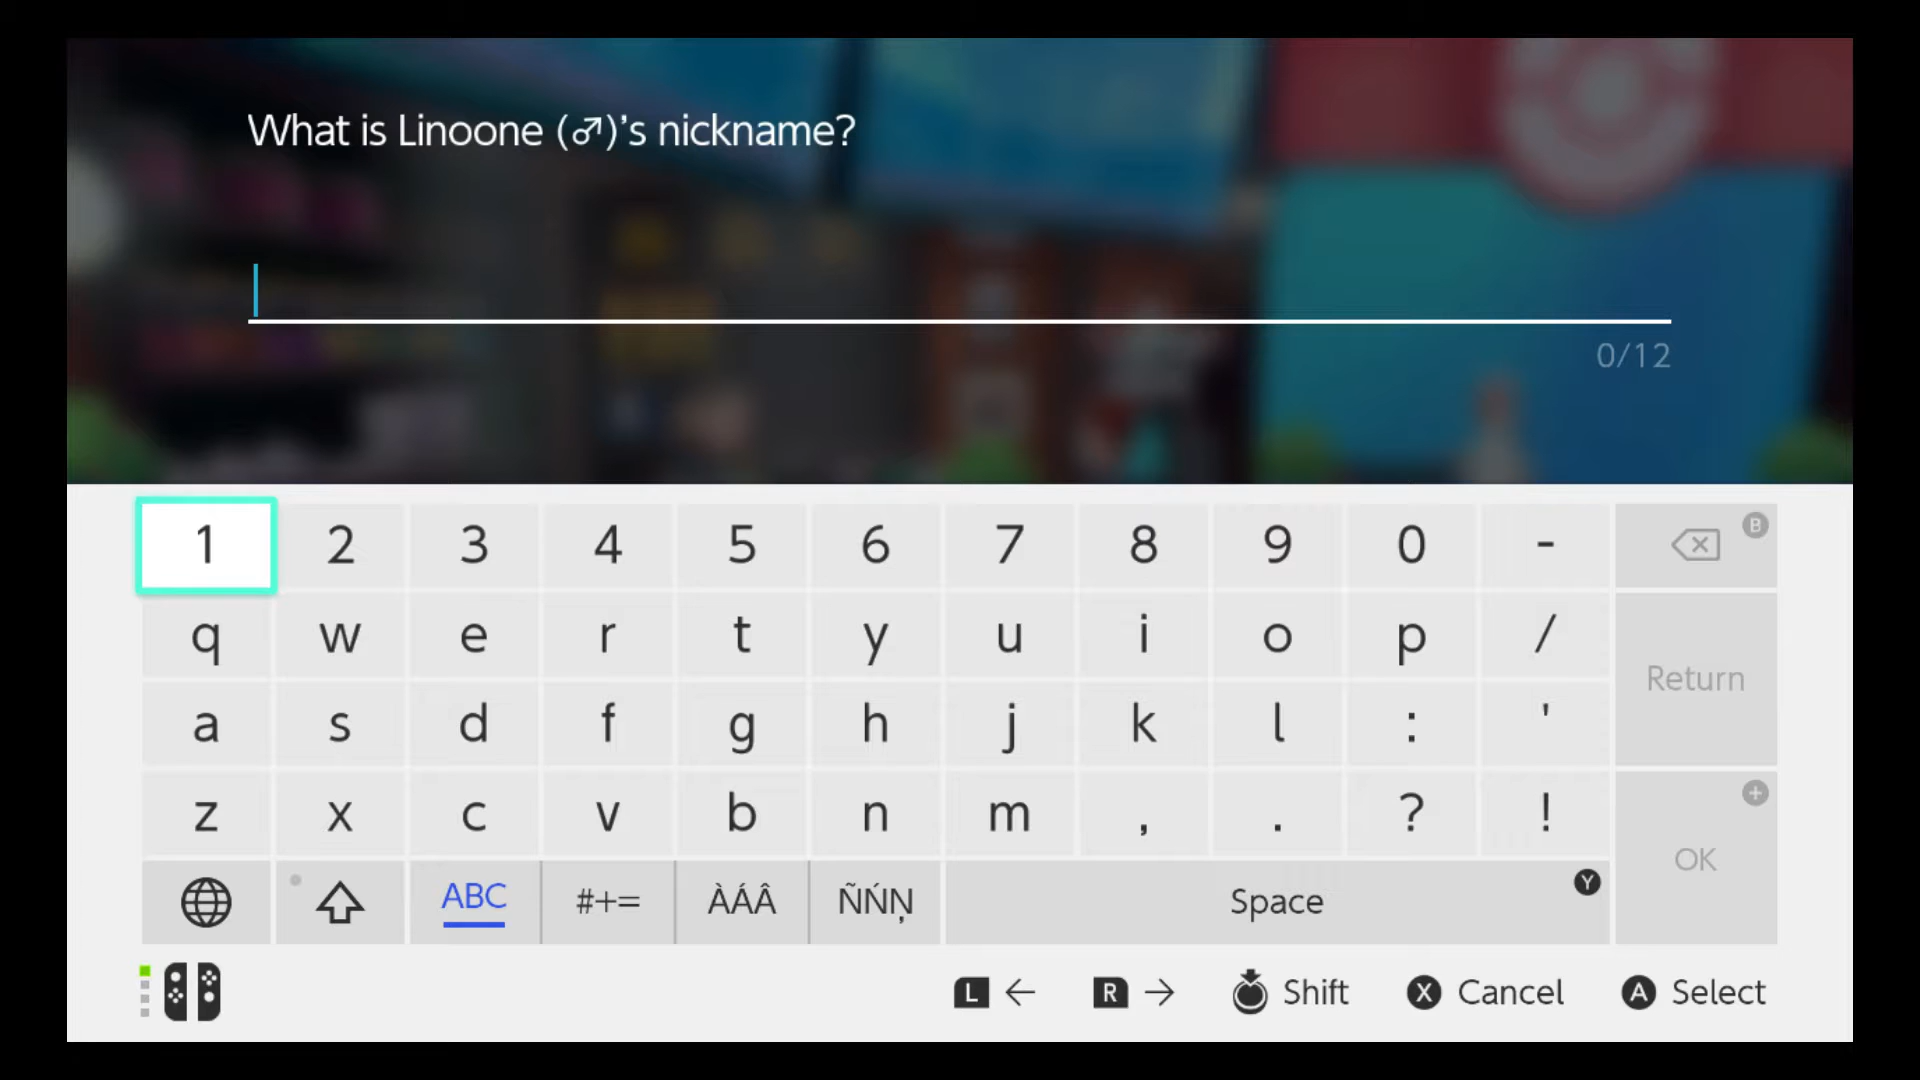 What is Linoone (♂)'s nickname?
0/12
1 2 3 4 5 6 7 8 9 0 - B
q w e r t y u i o p /
Return
a s d f g h j k l : '
z x c v b n m , . ? ! +
OK
ABC #+= ÀÁÂ ÑŃŅ Space Y
L ← R → Shift X Cancel A Select